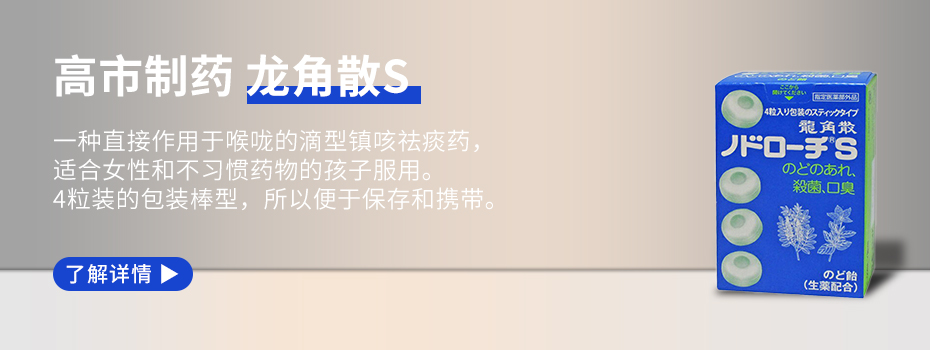 高市制药 龙角散S
一种直接作用于喉咙的滴型镇咳祛痰药，
适合女性和不习惯药物的孩子服用。
4粒装的包装棒型，所以便于保存和携带。
了解详情 ▶
ここから
開けてください
指定医薬部外品
4粒入り包装のスティックタイプ
龍角散
ノドローチ®S
のどのあれ、
殺菌、口臭
のど飴
（生薬配合）